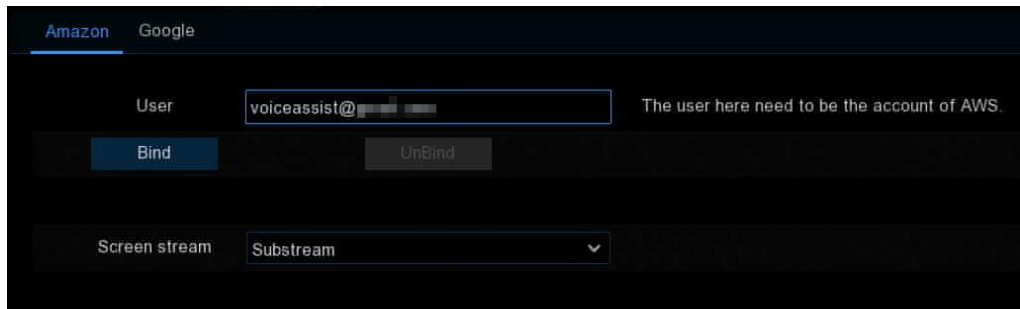 Amazon Google
User voiceassist@ The user here need to be the account of AWS.
Bind UnBind
Screen stream Substream